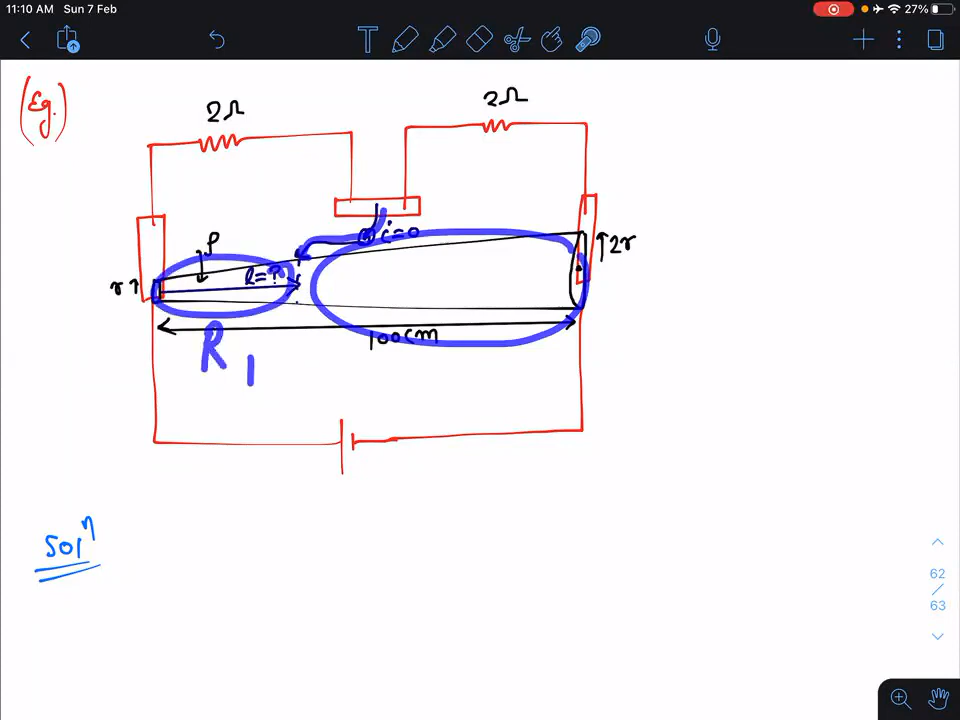 11:10 AM Sun 7 Feb
27%
(Eg.)
2Ω
2Ω
i=0
ρ
↑2r
l=?
r↑
100cm
R1
Solⁿ
62
/
63